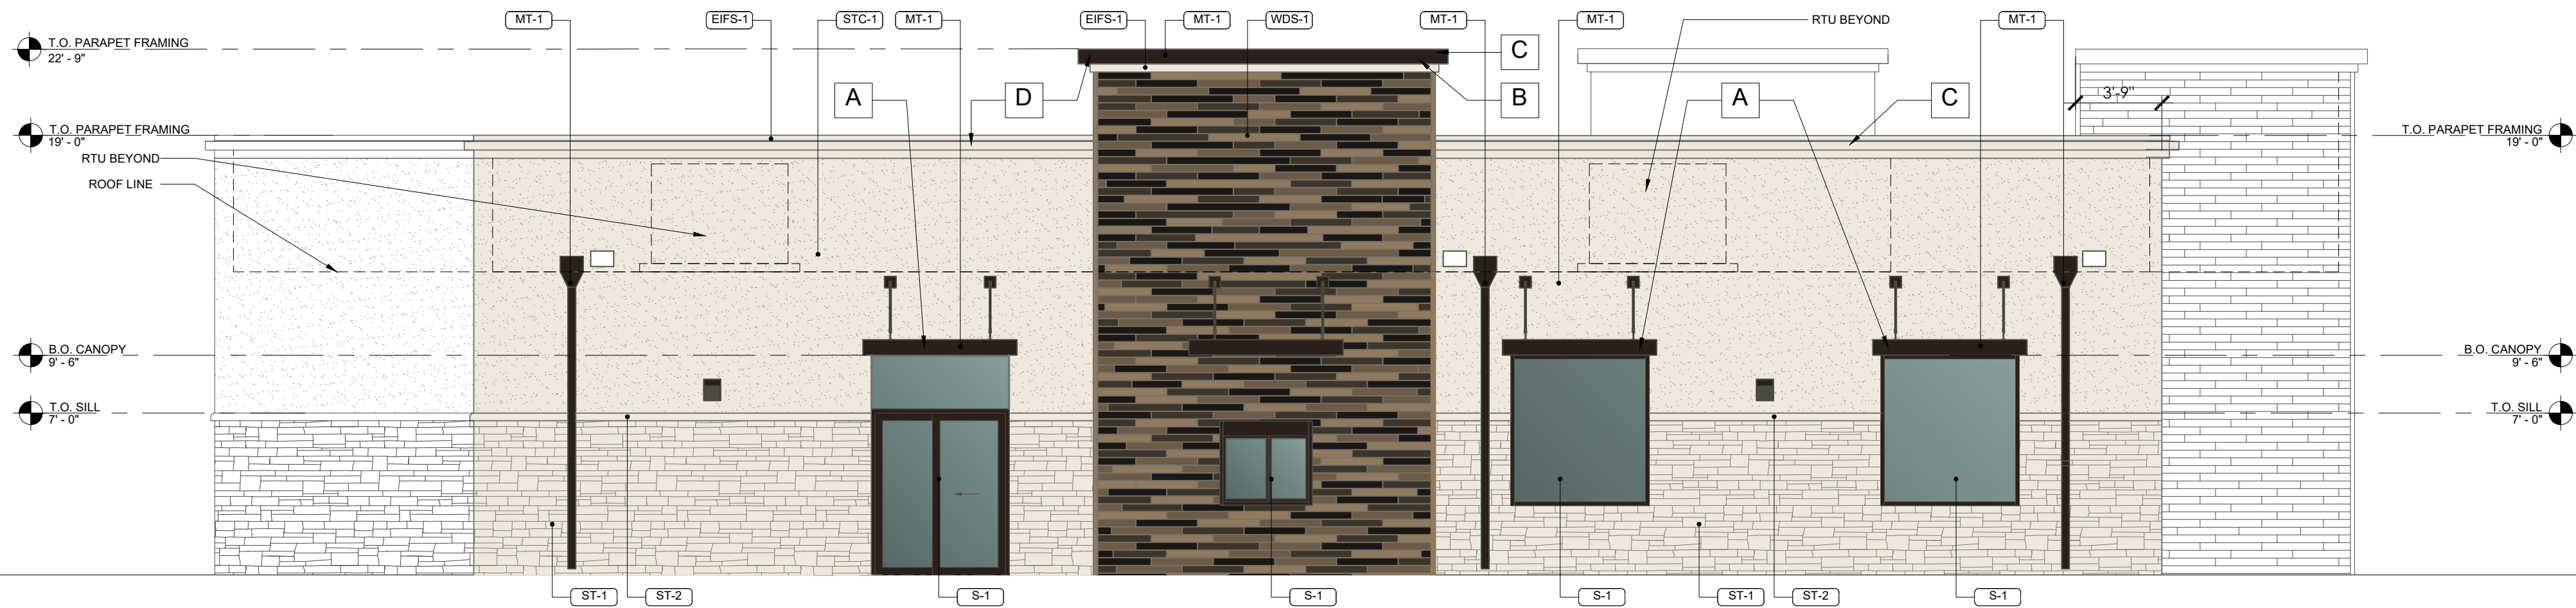 MT-1
EIFS-1
STC-1
MT-1
EIFS-1
MT-1
WDS-1
MT-1
MT-1
RTU BEYOND
MT-1
T.O. PARAPET FRAMING
22' - 9"
C
A
D
B
A
C
3'-9"
T.O. PARAPET FRAMING
19' - 0"
T.O. PARAPET FRAMING
19' - 0"
RTU BEYOND
ROOF LINE
B.O. CANOPY
9' - 6"
B.O. CANOPY
9' - 6"
T.O. SILL
7' - 0"
T.O. SILL
7' - 0"
ST-1
ST-2
S-1
S-1
S-1
ST-1
ST-2
S-1